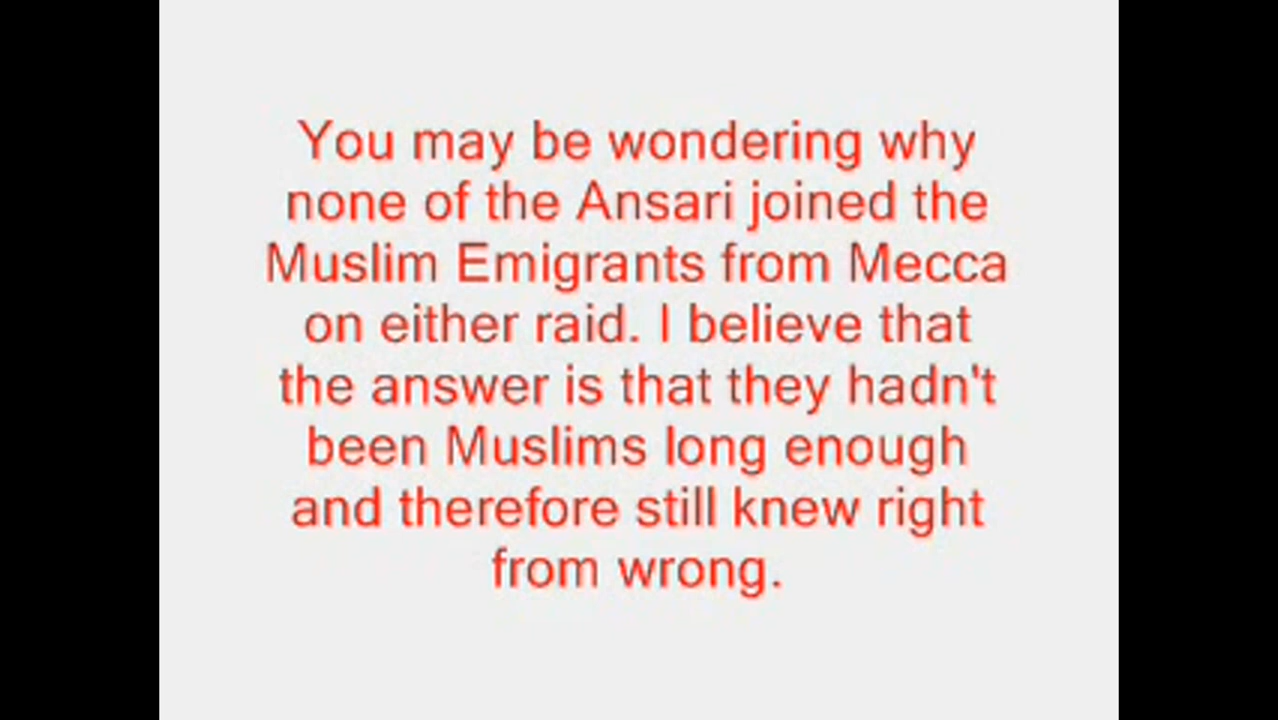 You may be wondering why
none of the Ansari joined the
Muslim Emigrants from Mecca
on either raid. I believe that
the answer is that they hadn't
been Muslims long enough
and therefore still knew right
from wrong.